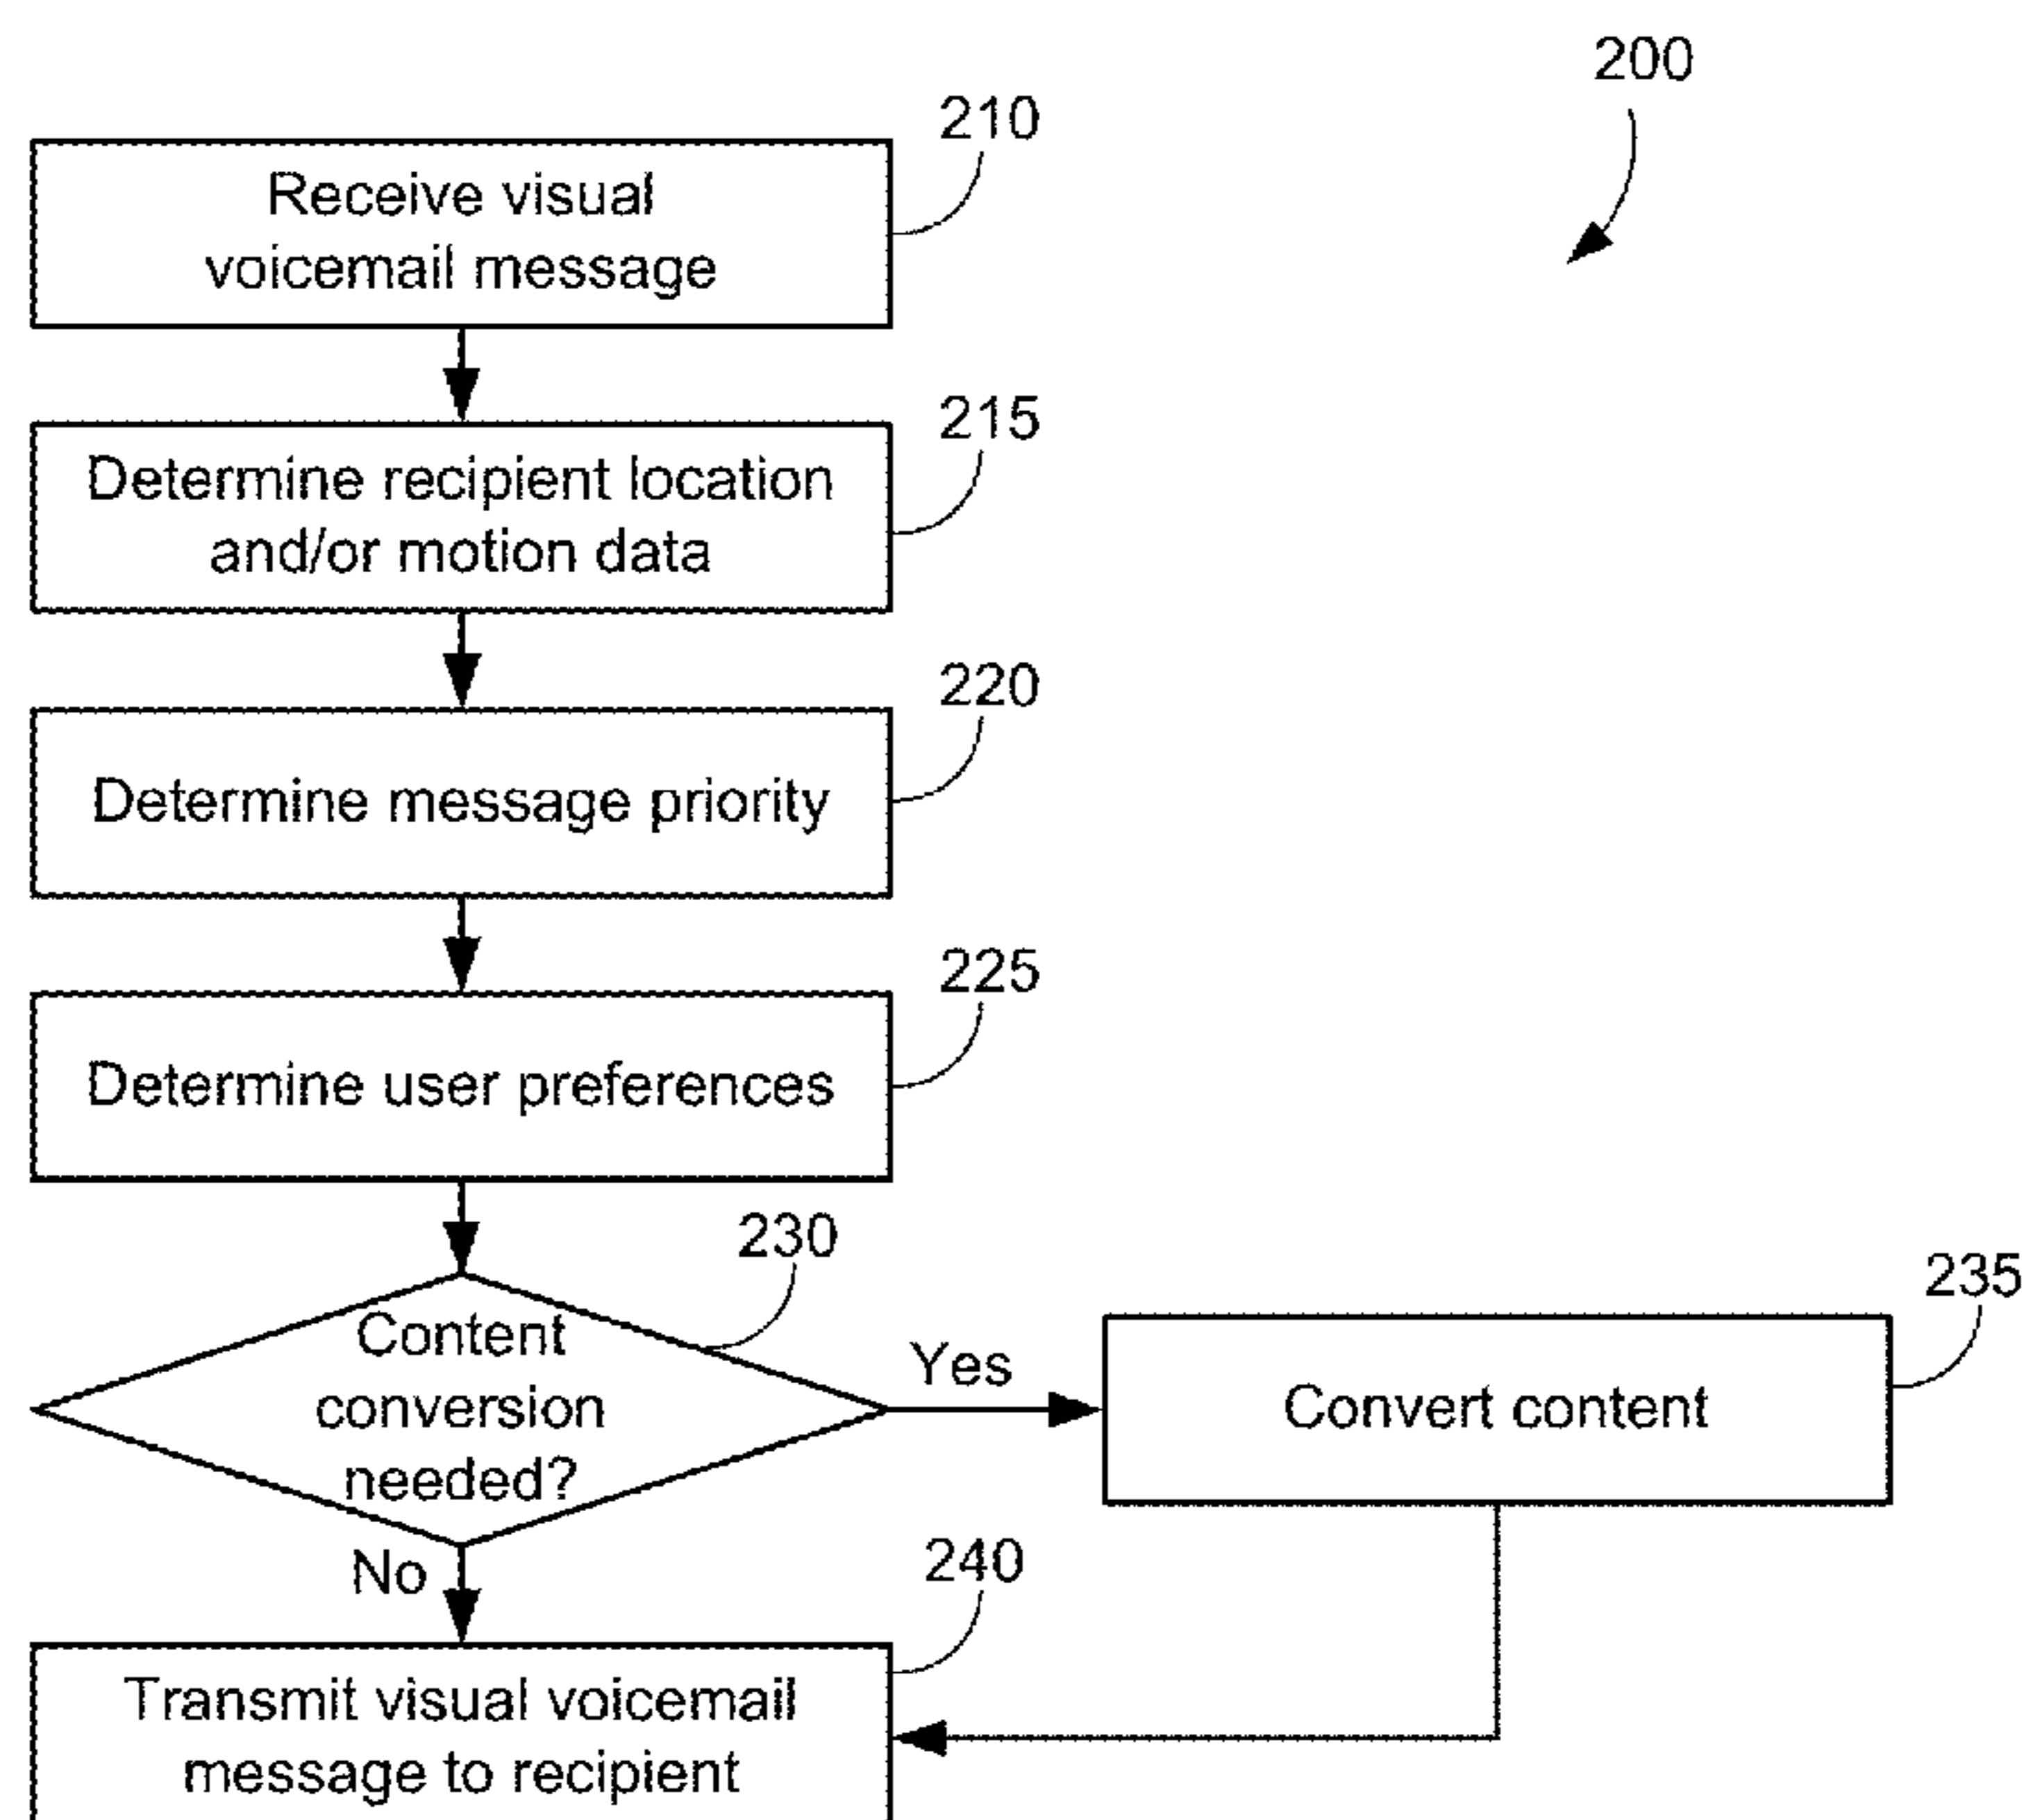 200
210
Receive visual
voicemail message
215
Determine recipient location
and/or motion data
220
Determine message priority
225
Determine user preferences
230
Content
conversion
needed?
Yes
235
Convert content
No
240
Transmit visual voicemail
message to recipient